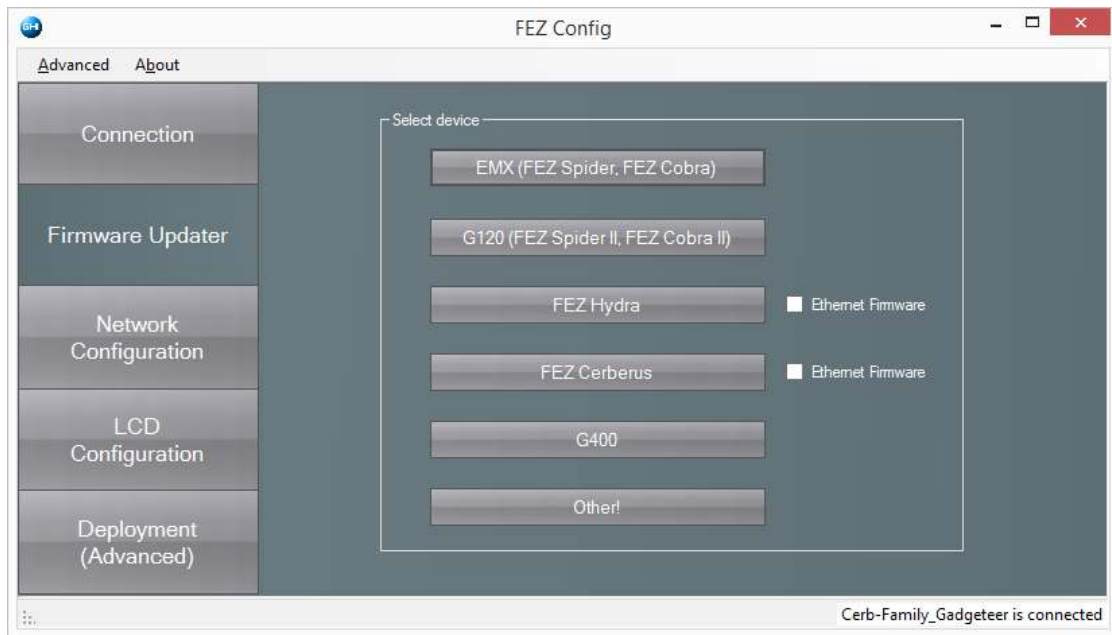 GHI
FEZ Config
Advanced About
Connection
Firmware Updater
Network
Configuration
LCD
Configuration
Deployment
(Advanced)
Select device
EMX (FEZ Spider, FEZ Cobra)
G120 (FEZ Spider II, FEZ Cobra II)
FEZ Hydra
Ethernet Firmware
FEZ Cerberus
Ethernet Firmware
G400
Other!
Cerb-Family_Gadgeteer is connected